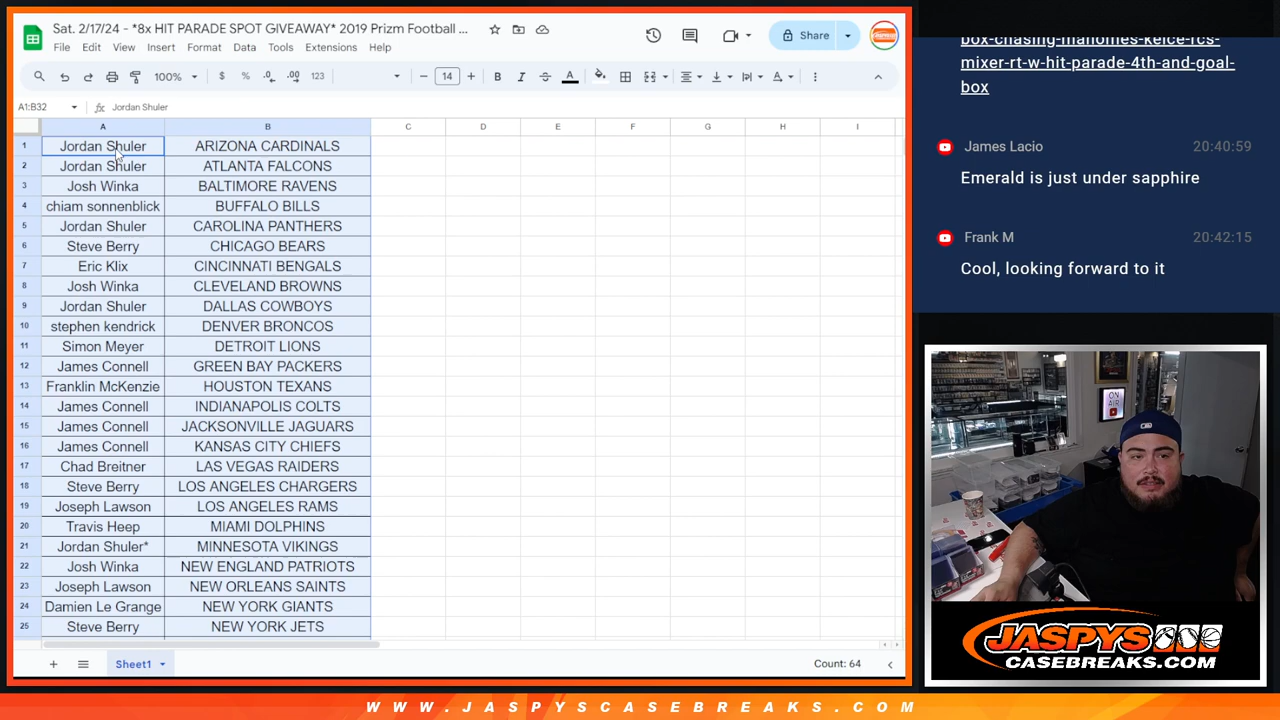 Sat. 2/17/24 - *8x HIT PARADE SPOT GIVEAWAY* 2019 Prizm Football ...
File Edit View Insert Format Data Tools Extensions Help
Share
100% $ % .0 .00 123 14 B I A
A1:B32 fx Jordan Shuler
A B C D E F G H I
1 Jordan Shuler ARIZONA CARDINALS
2 Jordan Shuler ATLANTA FALCONS
3 Josh Winka BALTIMORE RAVENS
4 chiam sonnenblick BUFFALO BILLS
5 Jordan Shuler CAROLINA PANTHERS
6 Steve Berry CHICAGO BEARS
7 Eric Klix CINCINNATI BENGALS
8 Josh Winka CLEVELAND BROWNS
9 Jordan Shuler DALLAS COWBOYS
10 stephen kendrick DENVER BRONCOS
11 Simon Meyer DETROIT LIONS
12 James Connell GREEN BAY PACKERS
13 Franklin McKenzie HOUSTON TEXANS
14 James Connell INDIANAPOLIS COLTS
15 James Connell JACKSONVILLE JAGUARS
16 James Connell KANSAS CITY CHIEFS
17 Chad Breitner LAS VEGAS RAIDERS
18 Steve Berry LOS ANGELES CHARGERS
19 Joseph Lawson LOS ANGELES RAMS
20 Travis Heep MIAMI DOLPHINS
21 Jordan Shuler* MINNESOTA VIKINGS
22 Josh Winka NEW ENGLAND PATRIOTS
23 Joseph Lawson NEW ORLEANS SAINTS
24 Damien Le Grange NEW YORK GIANTS
25 Steve Berry NEW YORK JETS
Sheet1
Count: 64
box-chasing-mahomes-kelce-rcs-
mixer-rt-w-hit-parade-4th-and-goal-
box
James Lacio 20:40:59
Emerald is just under sapphire
Frank M 20:42:15
Cool, looking forward to it
ON
AIR
JASPYS
CASEBREAKS.COM
WWW.JASPYSCASEBREAKS.COM